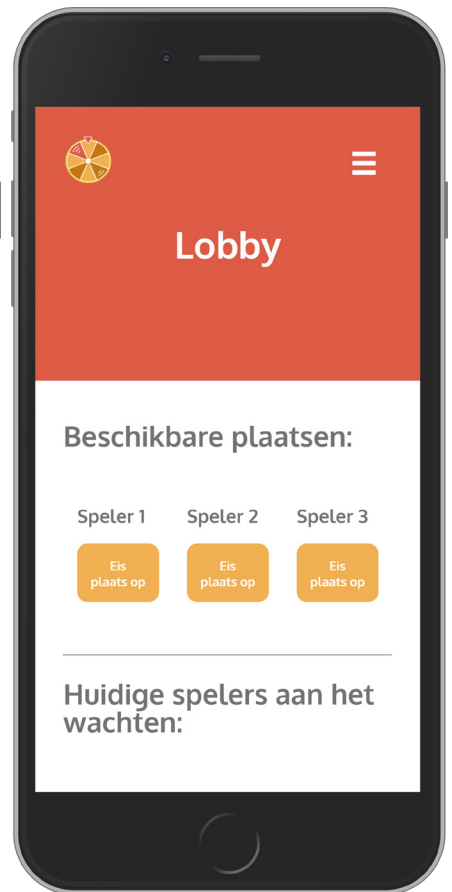 Lobby
Beschikbare plaatsen:
Speler 1 Speler 2 Speler 3
Eis Eis Eis
plaats op plaats op plaats op
Huidige spelers aan het
wachten: